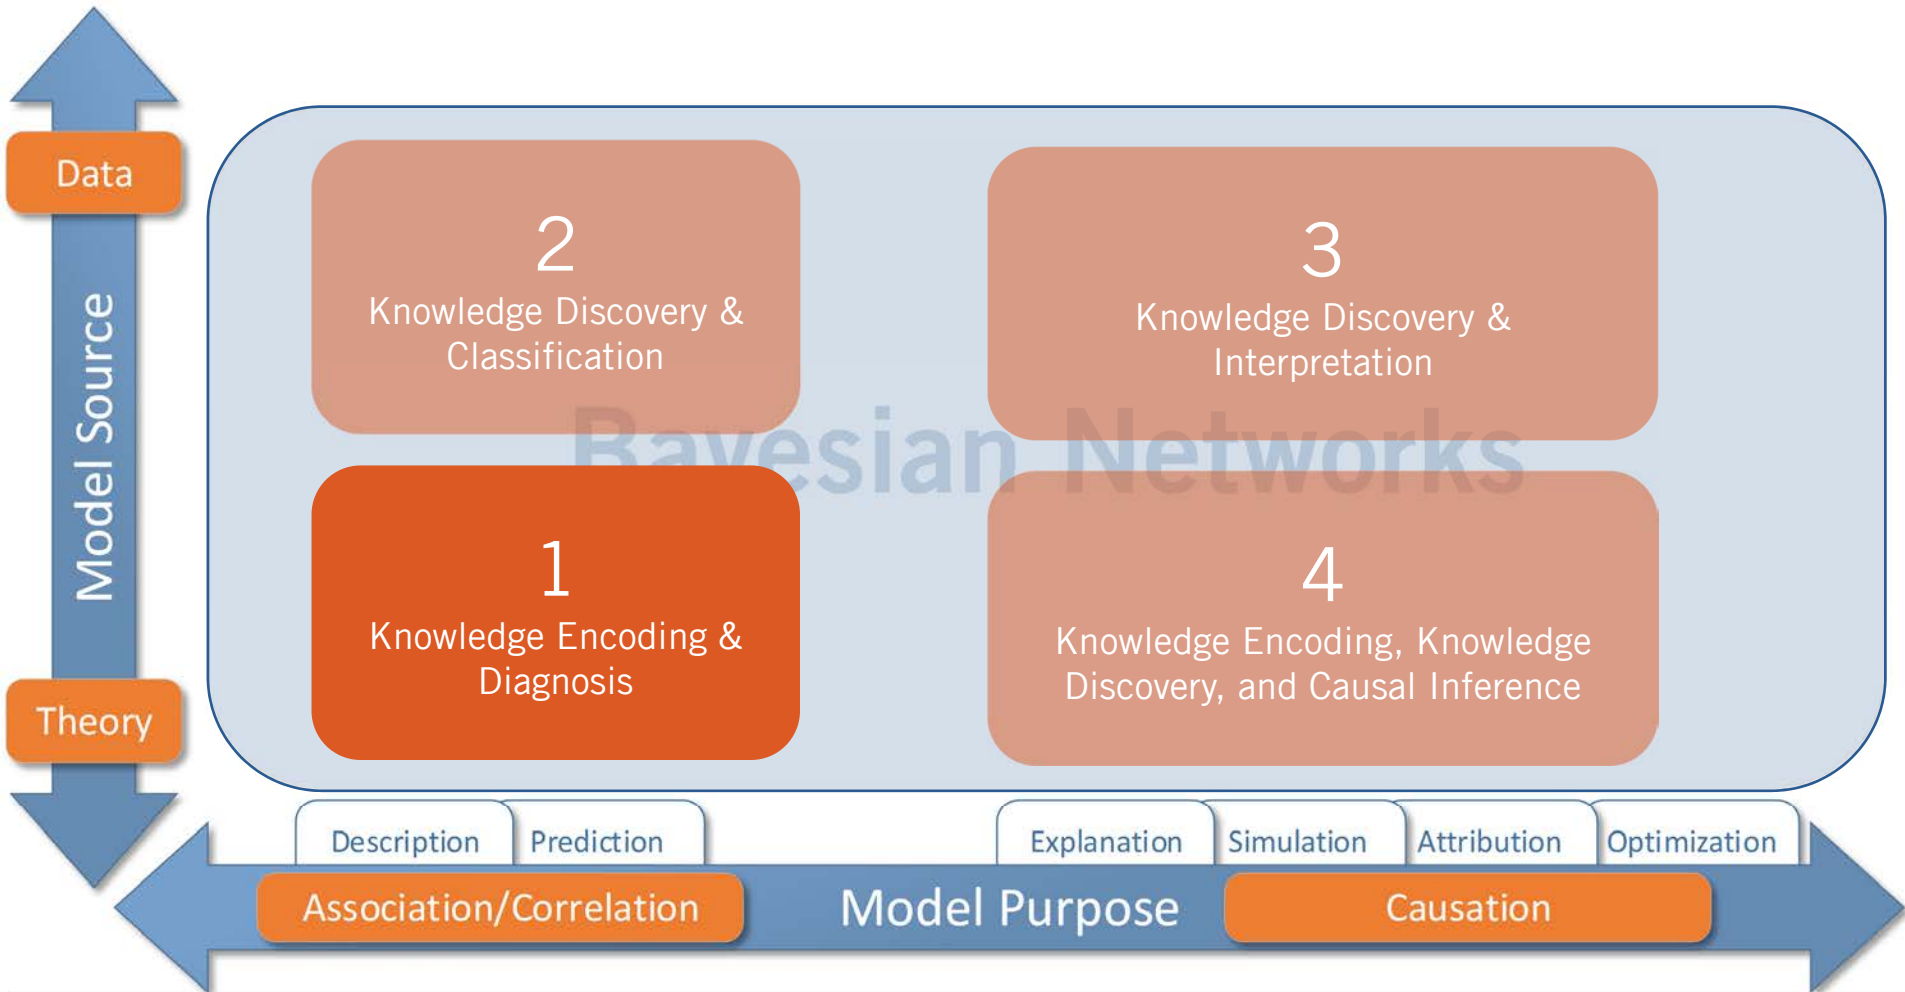 Data
Model Source
Theory
2
Knowledge Discovery &
Classification
3
Knowledge Discovery &
Interpretation
Bayesian Networks
1
Knowledge Encoding &
Diagnosis
4
Knowledge Encoding, Knowledge
Discovery, and Causal Inference
Description
Prediction
Explanation
Simulation
Attribution
Optimization
Association/Correlation
Model Purpose
Causation